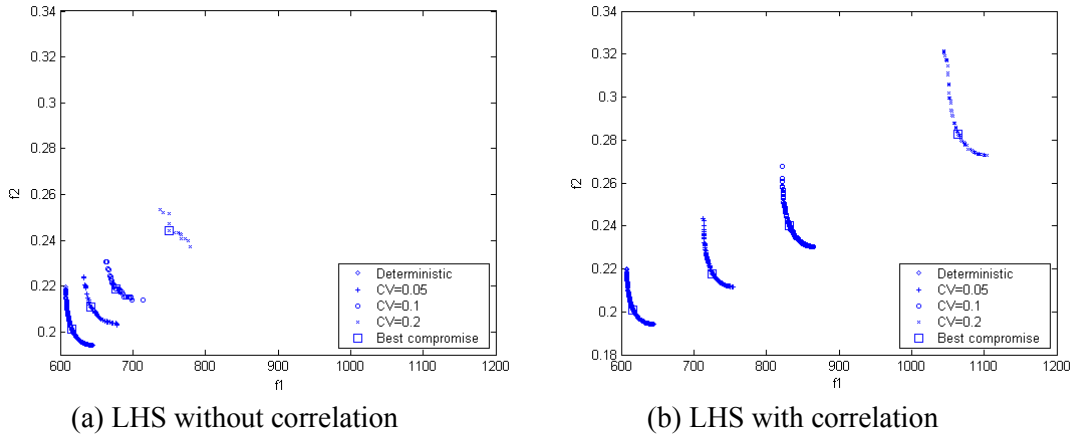 0.34
0.32
0.3
0.28
0.26
0.24
0.22
0.2
f2
600 700 800 900 1000 1100 1200
f1
Deterministic
CV=0.05
CV=0.1
CV=0.2
Best compromise
(a) LHS without correlation
0.34
0.32
0.3
0.28
0.26
0.24
0.22
0.2
0.18
f2
600 700 800 900 1000 1100 1200
f1
Deterministic
CV=0.05
CV=0.1
CV=0.2
Best compromise
(b) LHS with correlation